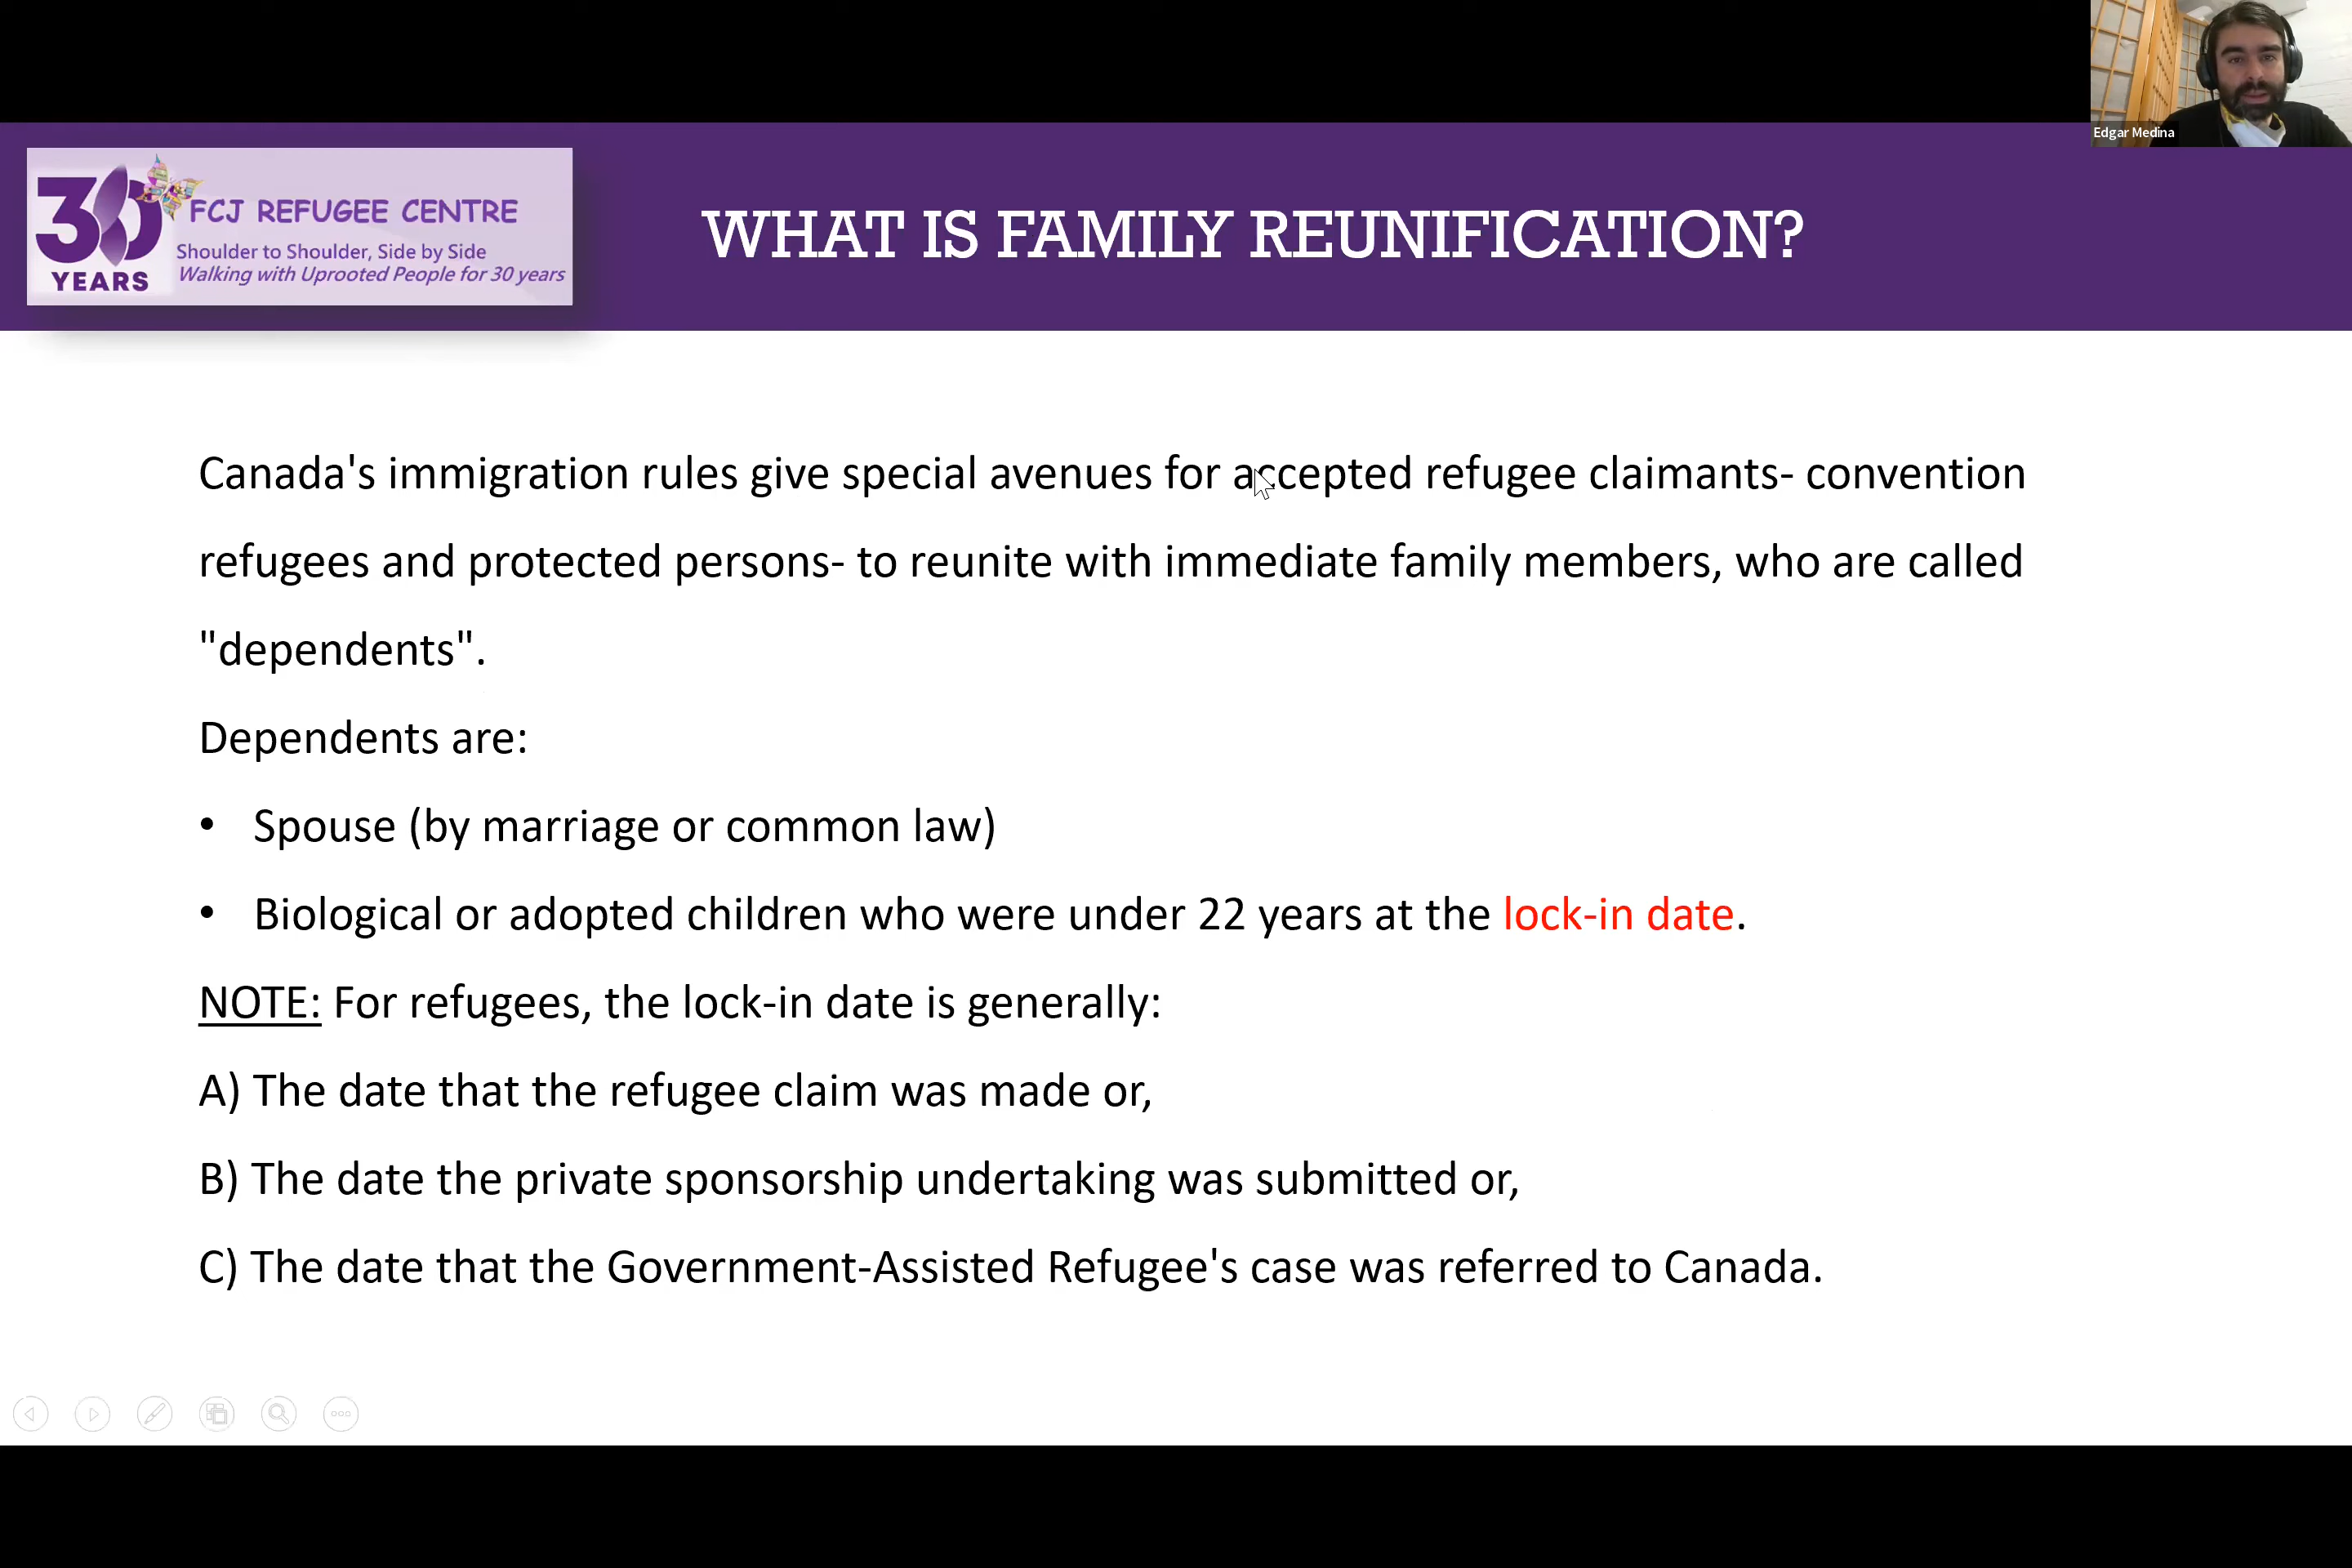 Edgar Medina
30 YEARS
FCJ REFUGEE CENTRE
Shoulder to Shoulder, Side by Side
Walking with Uprooted People for 30 years
WHAT IS FAMILY REUNIFICATION?
Canada's immigration rules give special avenues for accepted refugee claimants- convention
refugees and protected persons- to reunite with immediate family members, who are called
"dependents".
Dependents are:
• Spouse (by marriage or common law)
• Biological or adopted children who were under 22 years at the lock-in date.
NOTE: For refugees, the lock-in date is generally:
A) The date that the refugee claim was made or,
B) The date the private sponsorship undertaking was submitted or,
C) The date that the Government-Assisted Refugee's case was referred to Canada.